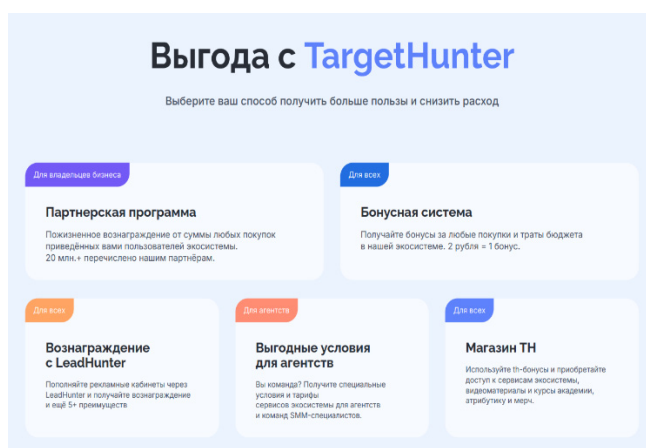 Выгода с TargetHunter
Выберите ваш способ получить больше пользы и снизить расход
Для владельцев бизнеса
Партнерская программа
Пожизненное вознаграждение от суммы любых покупок
приведённых вами пользователей экосистемы.
20 млн.+ перечислено нашим партнёрам.
Для всех
Бонусная система
Получайте бонусы за любые покупки и траты бюджета
в нашей экосистеме. 2 рубля = 1 бонус.
Для всех
Вознаграждение
с LeadHunter
Пополняйте рекламные кабинеты через
LeadHunter и получайте вознаграждение
и ещё 5+ преимуществ
Для агентств
Выгодные условия
для агентств
Вы команда? Получите специальные
условия и тарифы
сервисов экосистемы для агентств
и команд SMM-специалистов.
Для всех
Магазин ТН
Используйте th-бонусы и приобретайте
доступ к сервисам экосистемы,
видеоматериалы и курсы академии,
атрибутику и мерч.